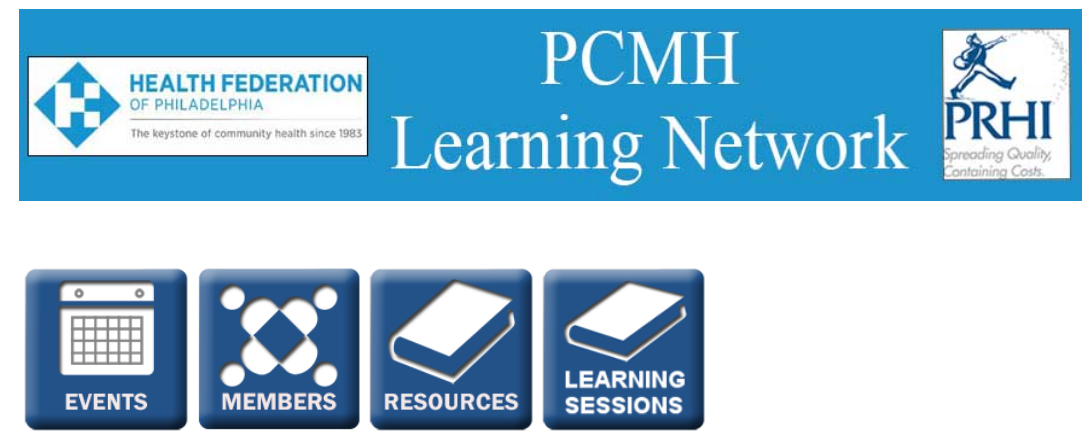 HEALTH FEDERATION
OF PHILADELPHIA
The keystone of community health since 1983
PCMH
Learning Network
PRHI
Spreading Quality,
Containing Costs.
EVENTS
MEMBERS
RESOURCES
LEARNING
SESSIONS